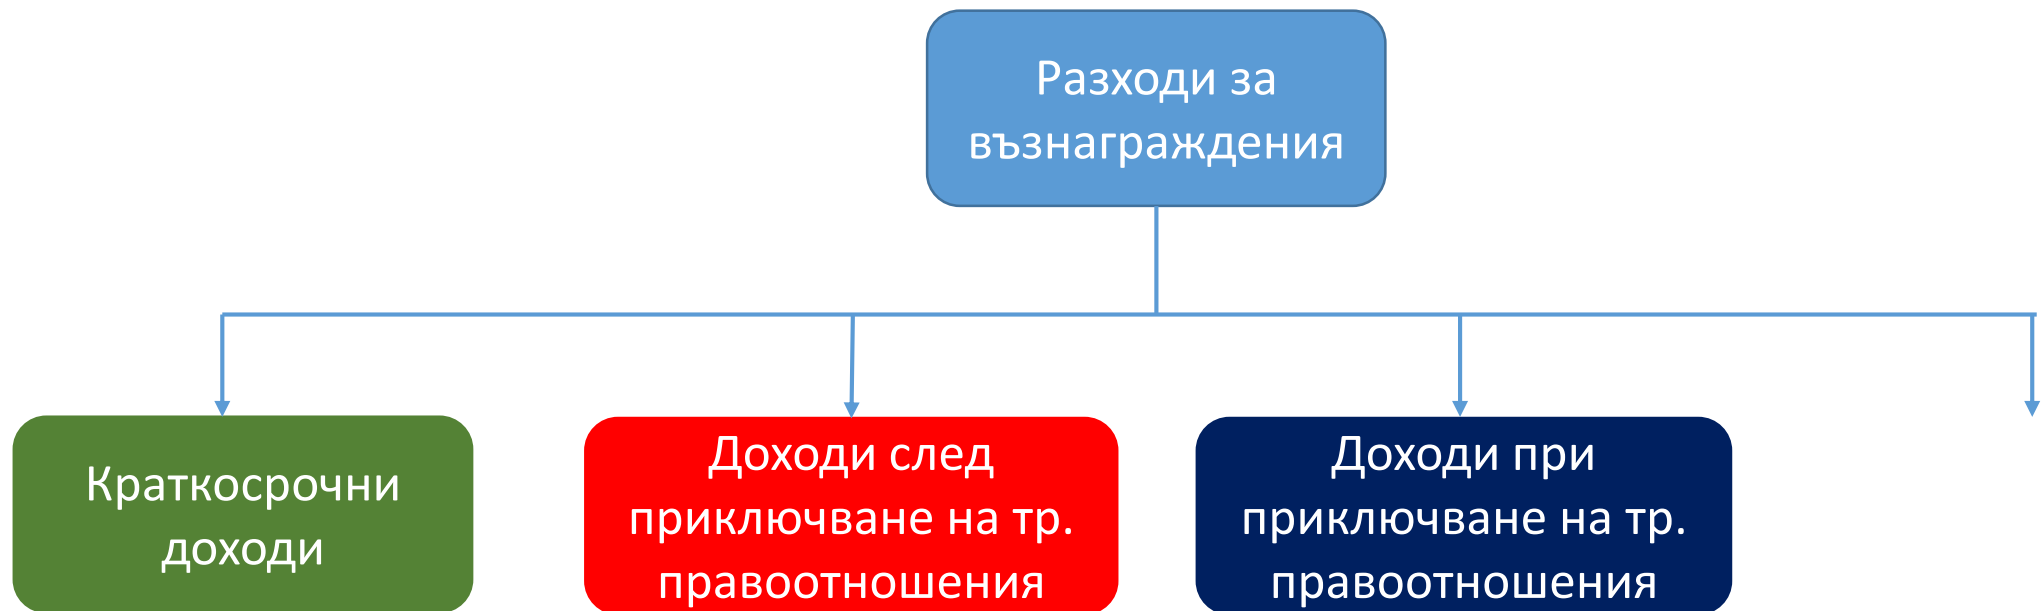 Разходи за
възнаграждения
Краткосрочни
доходи
Доходи след
приключване на тр.
правоотношения
Доходи при
приключване на тр.
правоотношения